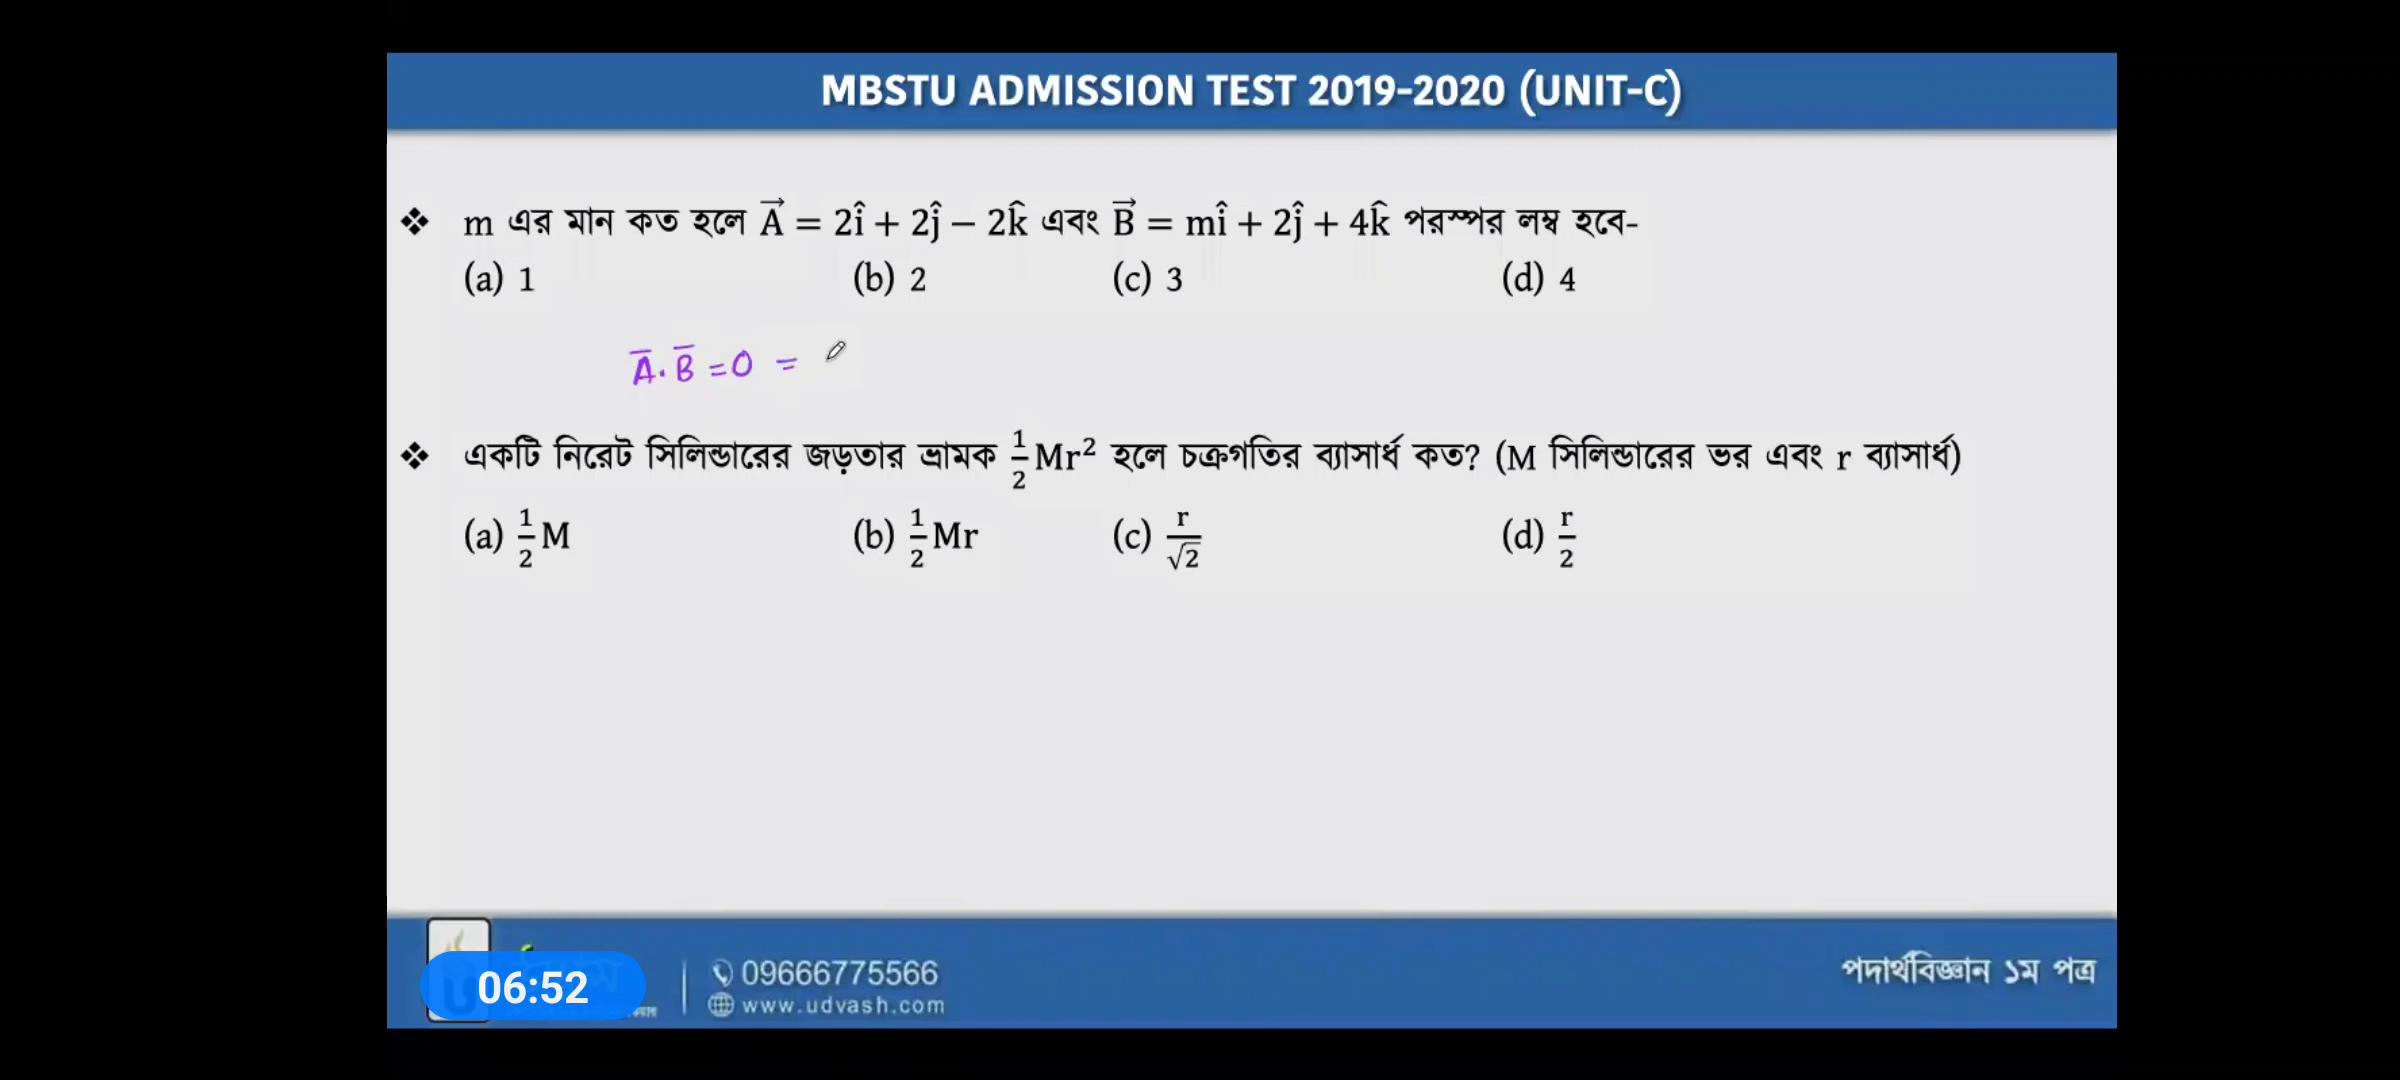 MBSTU ADMISSION TEST 2019-2020 (UNIT-C)
❖ m এর মান কত হলে A⃗ = 2î + 2ĵ − 2k̂ এবং B⃗ = mî + 2ĵ + 4k̂ পরস্পর লম্ব হবে-
(a) 1 (b) 2 (c) 3 (d) 4
A̅·B̅ = 0 =
❖ একটি নিরেট সিলিন্ডারের জড়তার ভ্রামক 1/2 Mr² হলে চক্রগতির ব্যাসার্ধ কত? (M সিলিন্ডারের ভর এবং r ব্যাসার্ধ)
(a) 1/2 M (b) 1/2 Mr (c) r/√2 (d) r/2
06:52
09666775566
www.udvash.com
পদার্থবিজ্ঞান ১ম পত্র